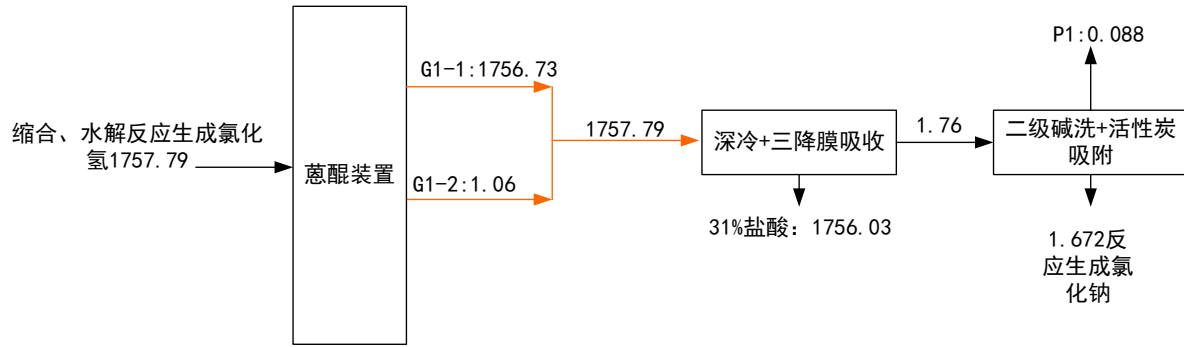 缩合、水解反应生成氯化
氢1757.79
蒽醌装置
G1-1:1756.73
G1-2:1.06
1757.79
深冷+三降膜吸收
31%盐酸：1756.03
1.76
P1:0.088
二级碱洗+活性炭
吸附
1.672反
应生成氯
化钠